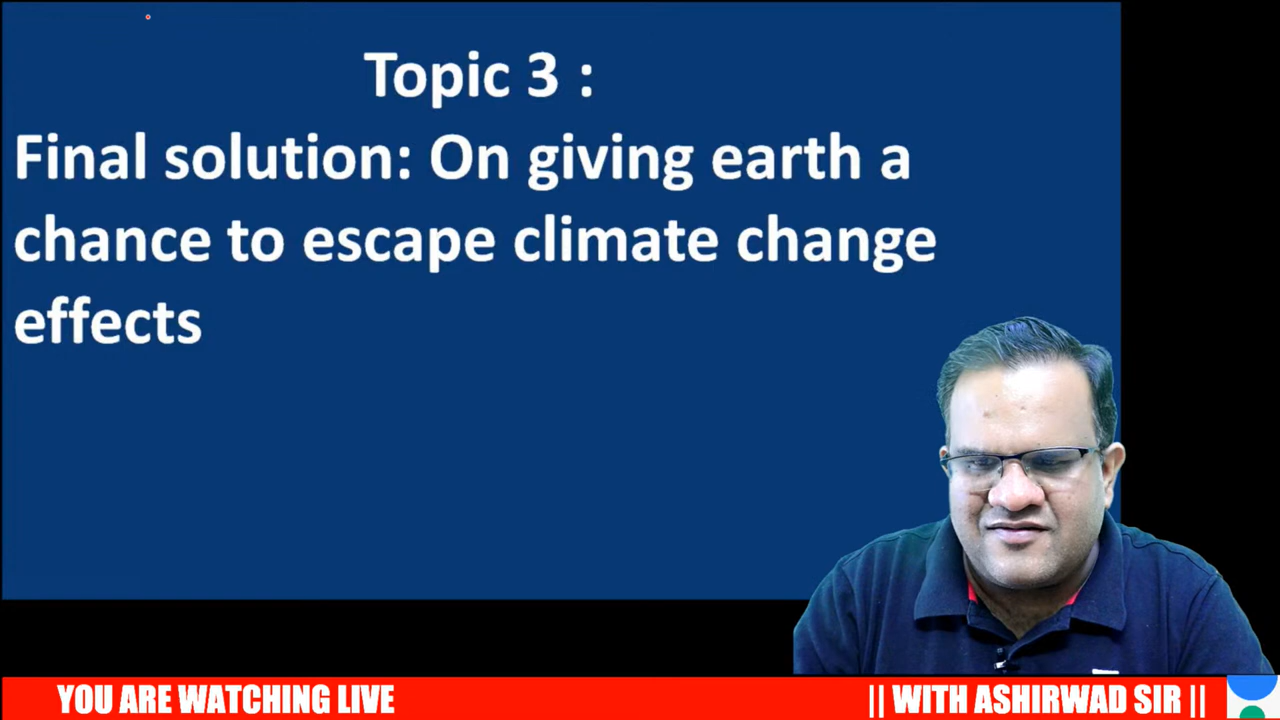 Topic 3 :
Final solution: On giving earth a
chance to escape climate change
effects
YOU ARE WATCHING LIVE
|| WITH ASHIRWAD SIR ||